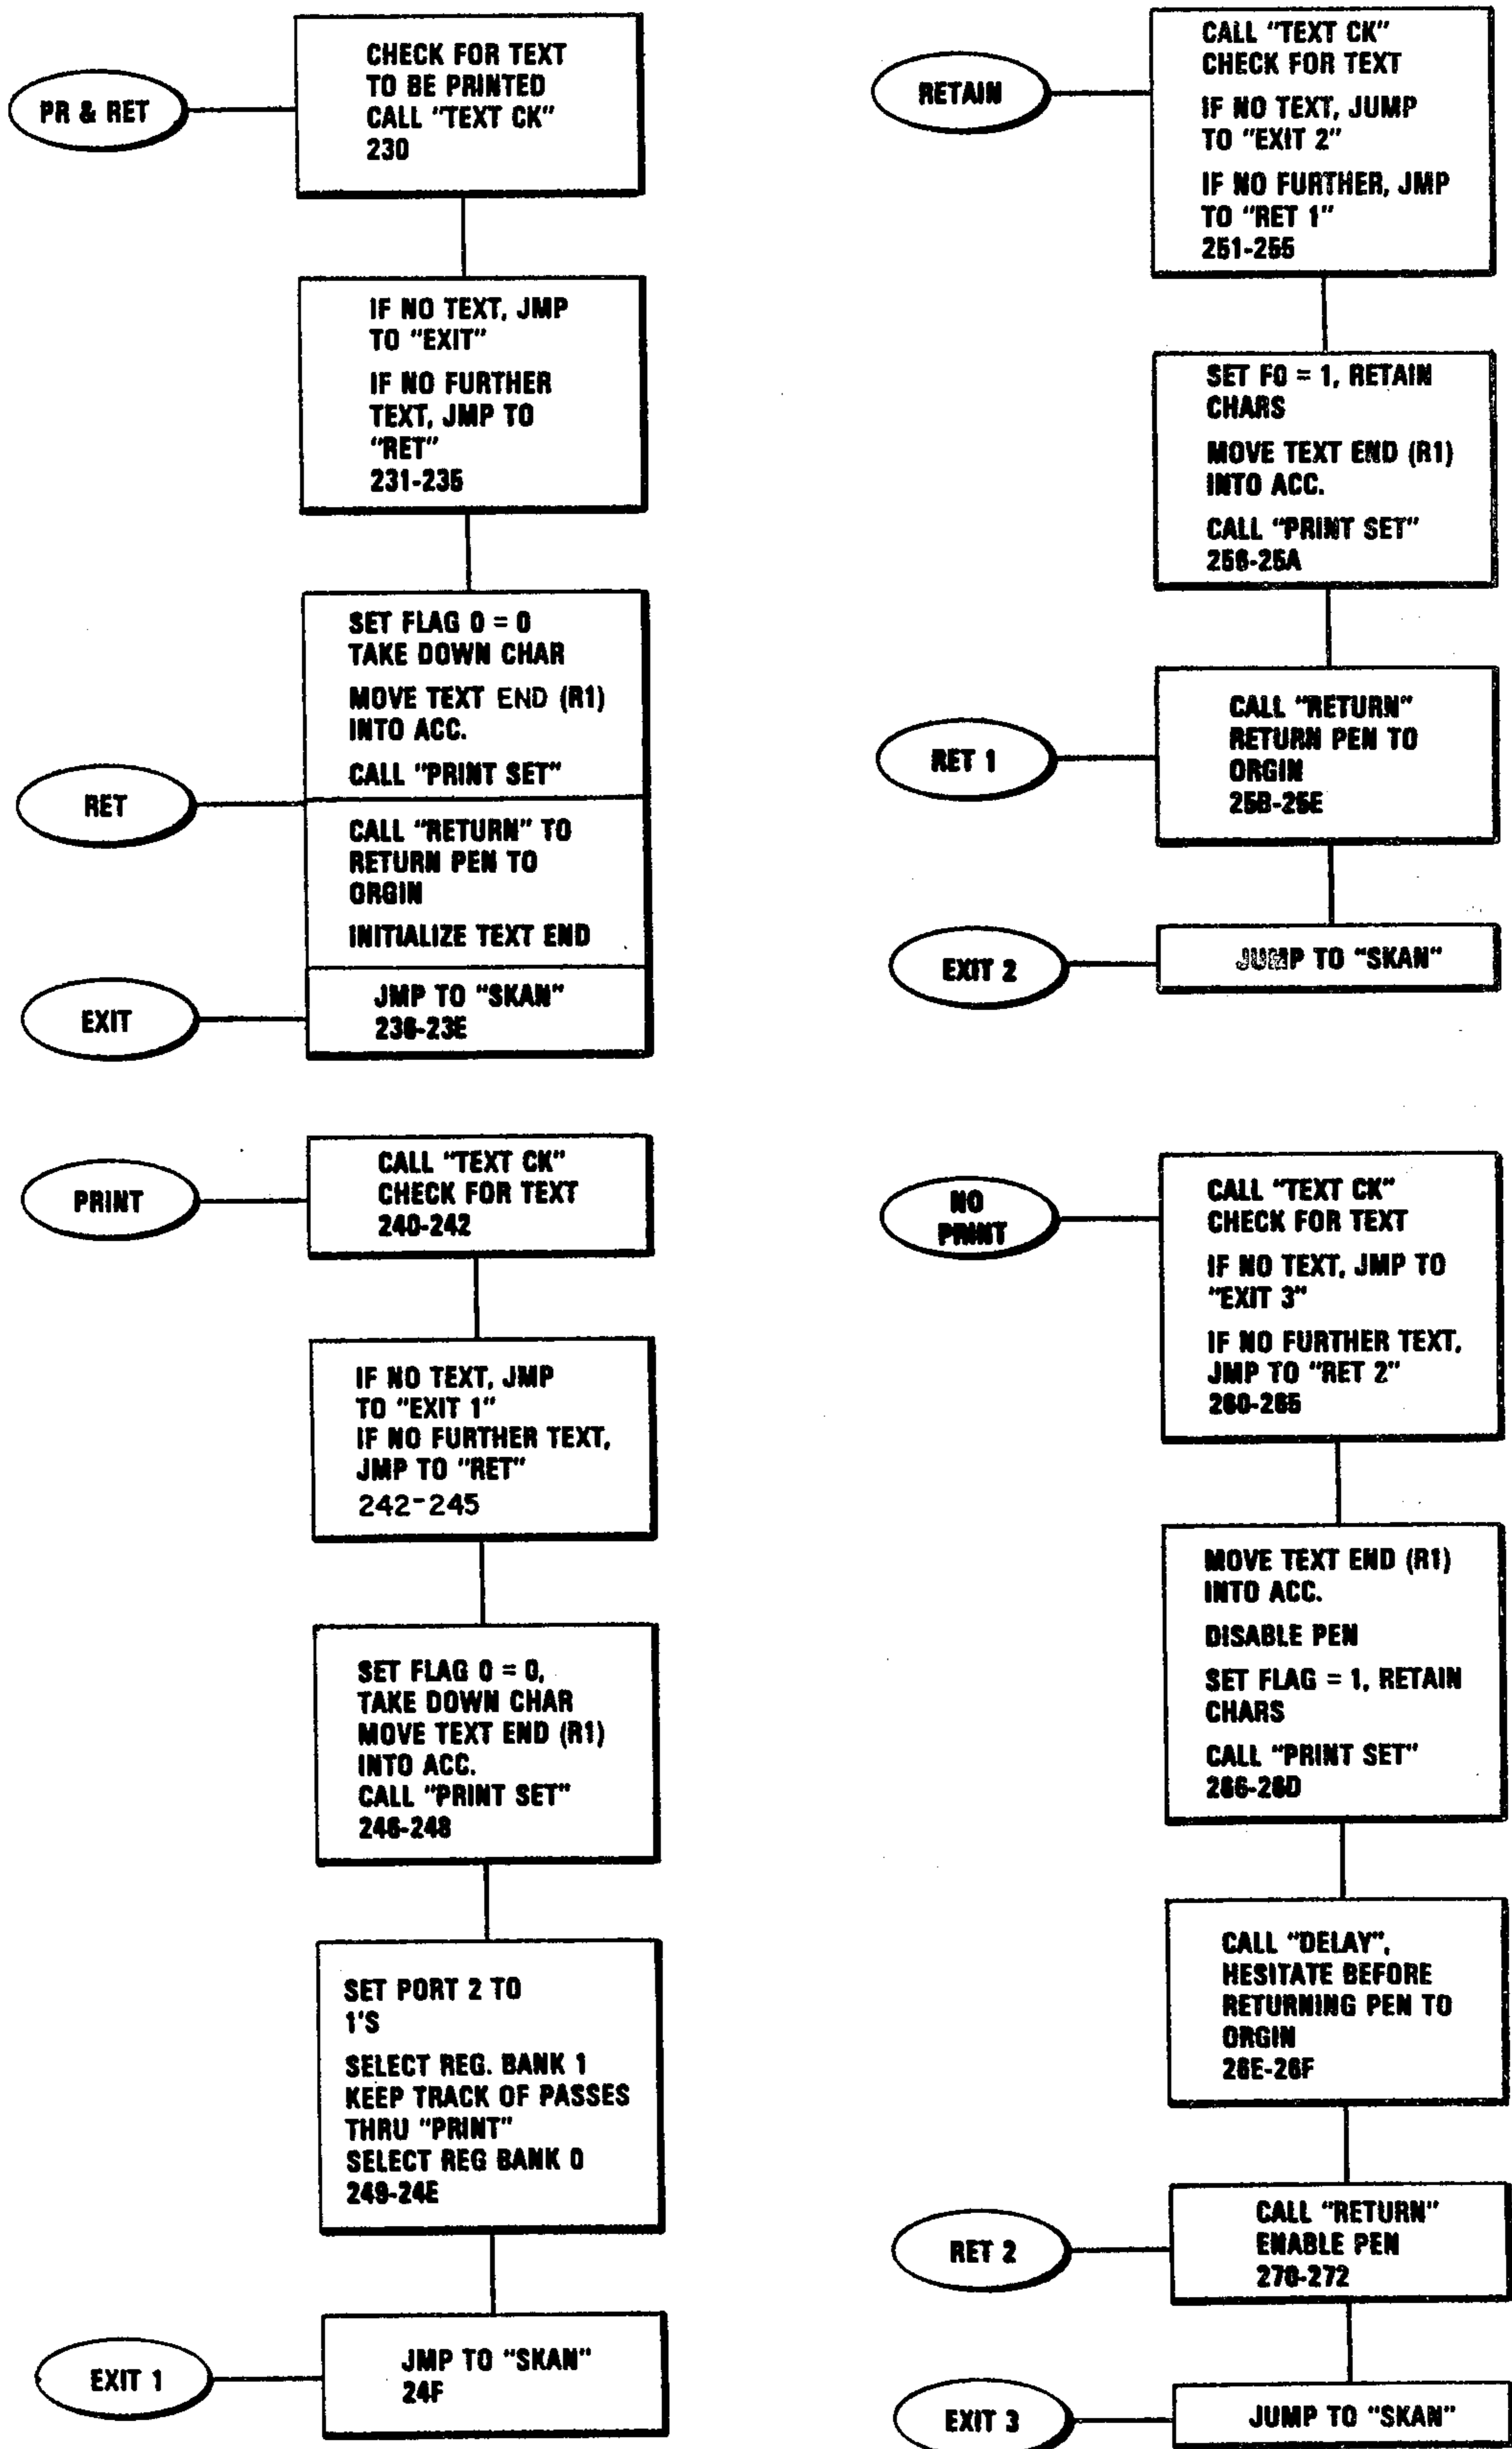 PR & RET
CHECK FOR TEXT
TO BE PRINTED
CALL "TEXT CK"
230
IF NO TEXT, JMP
TO "EXIT"
IF NO FURTHER
TEXT, JMP TO
"RET"
231-235
SET FLAG 0 = 0
TAKE DOWN CHAR
MOVE TEXT END (R1)
INTO ACC.
CALL "PRINT SET"
RET
CALL "RETURN" TO
RETURN PEN TO
ORGIN
INITIALIZE TEXT END
EXIT
JMP TO "SKAN"
236-23E
PRINT
CALL "TEXT CK"
CHECK FOR TEXT
240-242
IF NO TEXT, JMP
TO "EXIT 1"
IF NO FURTHER TEXT,
JMP TO "RET"
242-245
SET FLAG 0 = 0,
TAKE DOWN CHAR
MOVE TEXT END (R1)
INTO ACC.
CALL "PRINT SET"
246-248
SET PORT 2 TO
1'S
SELECT REG. BANK 1
KEEP TRACK OF PASSES
THRU "PRINT"
SELECT REG BANK 0
249-24E
EXIT 1
JMP TO "SKAN"
24F
RETAIN
CALL "TEXT CK"
CHECK FOR TEXT
IF NO TEXT, JUMP
TO "EXIT 2"
IF NO FURTHER, JMP
TO "RET 1"
251-255
SET F0 = 1, RETAIN
CHARS
MOVE TEXT END (R1)
INTO ACC.
CALL "PRINT SET"
256-25A
RET 1
CALL "RETURN"
RETURN PEN TO
ORGIN
25B-25E
EXIT 2
JUMP TO "SKAN"
NO
PRINT
CALL "TEXT CK"
CHECK FOR TEXT
IF NO TEXT, JMP TO
"EXIT 3"
IF NO FURTHER TEXT,
JMP TO "RET 2"
260-265
MOVE TEXT END (R1)
INTO ACC.
DISABLE PEN
SET FLAG = 1, RETAIN
CHARS
CALL "PRINT SET"
266-26D
CALL "DELAY",
HESITATE BEFORE
RETURNING PEN TO
ORGIN
26E-26F
RET 2
CALL "RETURN"
ENABLE PEN
270-272
EXIT 3
JUMP TO "SKAN"